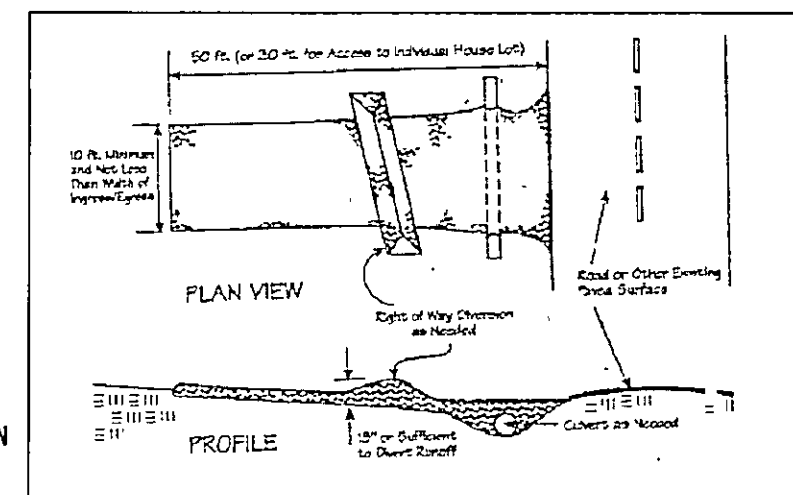 50 ft. (or 30 ft. for Access to Individual House Lot)
10 ft. Minimum
and Not Less
Than Width of
Ingress/Egress
PLAN VIEW
Right of Way Diversion
as Needed
Road or Other Existing
Paved Surface
PROFILE
18" or Sufficient
to Divert Runoff
Culvert as Needed
N